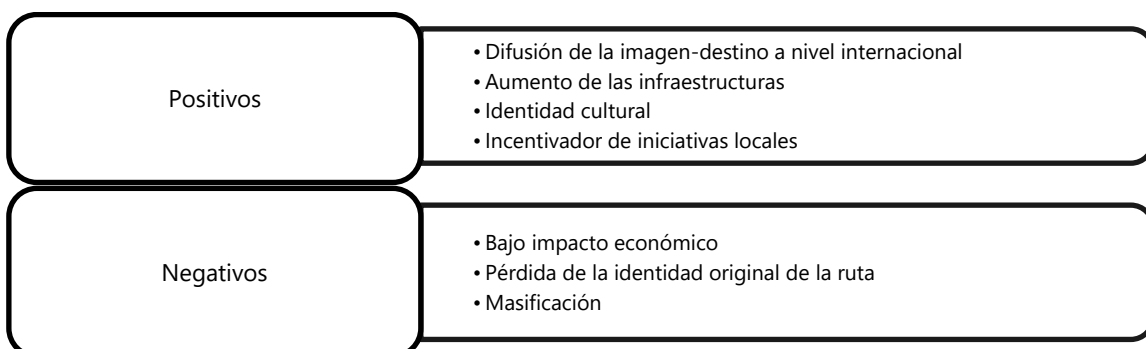 Positivos
• Difusión de la imagen-destino a nivel internacional
• Aumento de las infraestructuras
• Identidad cultural
• Incentivador de iniciativas locales
Negativos
• Bajo impacto económico
• Pérdida de la identidad original de la ruta
• Masificación